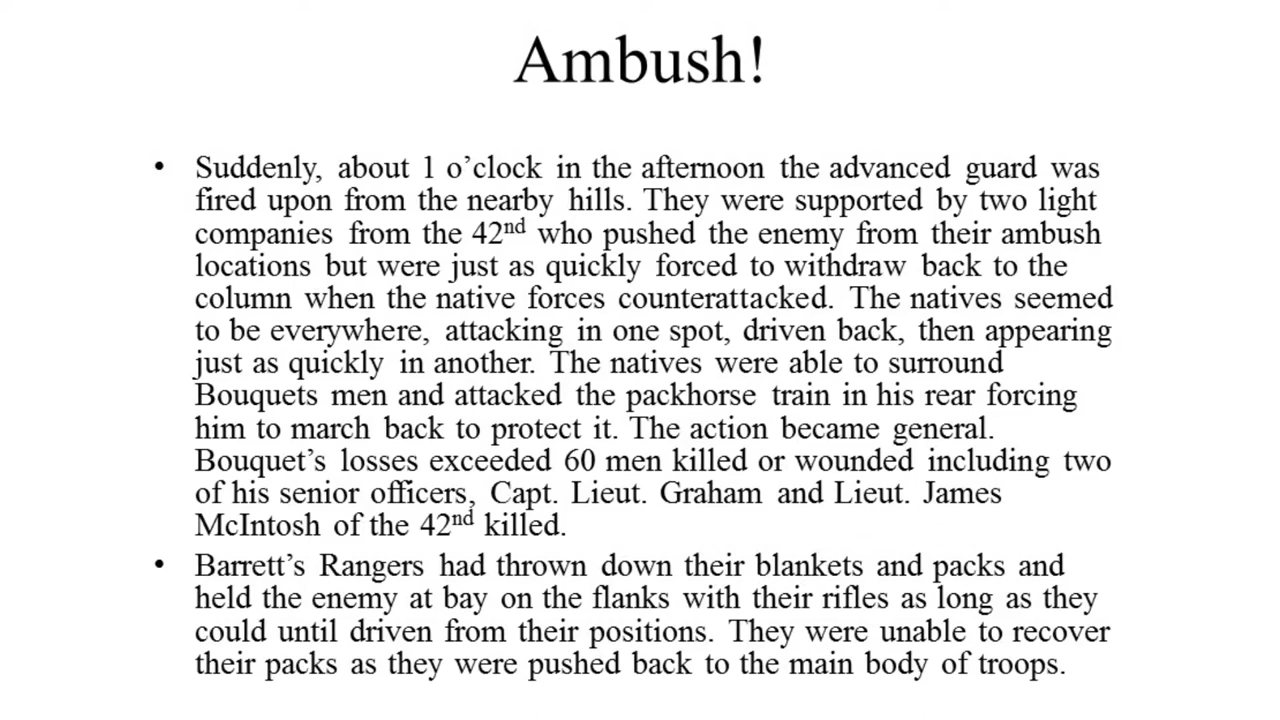 Ambush!
• Suddenly, about 1 o’clock in the afternoon the advanced guard was
fired upon from the nearby hills. They were supported by two light
companies from the 42nd who pushed the enemy from their ambush
locations but were just as quickly forced to withdraw back to the
column when the native forces counterattacked. The natives seemed
to be everywhere, attacking in one spot, driven back, then appearing
just as quickly in another. The natives were able to surround
Bouquets men and attacked the packhorse train in his rear forcing
him to march back to protect it. The action became general.
Bouquet’s losses exceeded 60 men killed or wounded including two
of his senior officers, Capt. Lieut. Graham and Lieut. James
McIntosh of the 42nd killed.
• Barrett’s Rangers had thrown down their blankets and packs and
held the enemy at bay on the flanks with their rifles as long as they
could until driven from their positions. They were unable to recover
their packs as they were pushed back to the main body of troops.